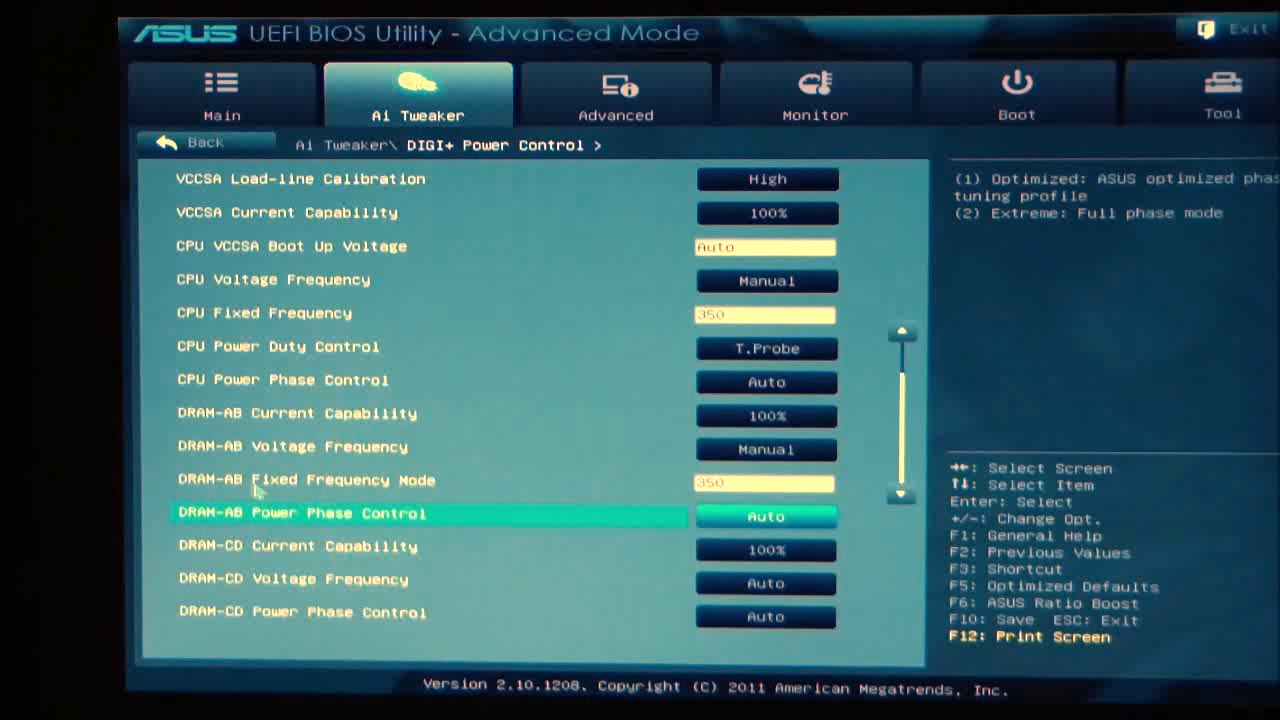 ASUS UEFI BIOS Utility - Advanced Mode
Exit
Main
Ai Tweaker
Advanced
Monitor
Boot
Tool
Back
Ai Tweaker\ DIGI+ Power Control >
VCCSA Load-line Calibration High
VCCSA Current Capability 100%
CPU VCCSA Boot Up Voltage Auto
CPU Voltage Frequency Manual
CPU Fixed Frequency 350
CPU Power Duty Control T.Probe
CPU Power Phase Control Auto
DRAM-AB Current Capability 100%
DRAM-AB Voltage Frequency Manual
DRAM-AB Fixed Frequency Mode 350
DRAM-AB Power Phase Control Auto
DRAM-CD Current Capability 100%
DRAM-CD Voltage Frequency Auto
DRAM-CD Power Phase Control Auto
(1) Optimized: ASUS optimized phas
tuning profile
(2) Extreme: Full phase mode
→←: Select Screen
↑↓: Select Item
Enter: Select
+/-: Change Opt.
F1: General Help
F2: Previous Values
F3: Shortcut
F5: Optimized Defaults
F6: ASUS Ratio Boost
F10: Save ESC: Exit
F12: Print Screen
Version 2.10.1208. Copyright (C) 2011 American Megatrends, Inc.